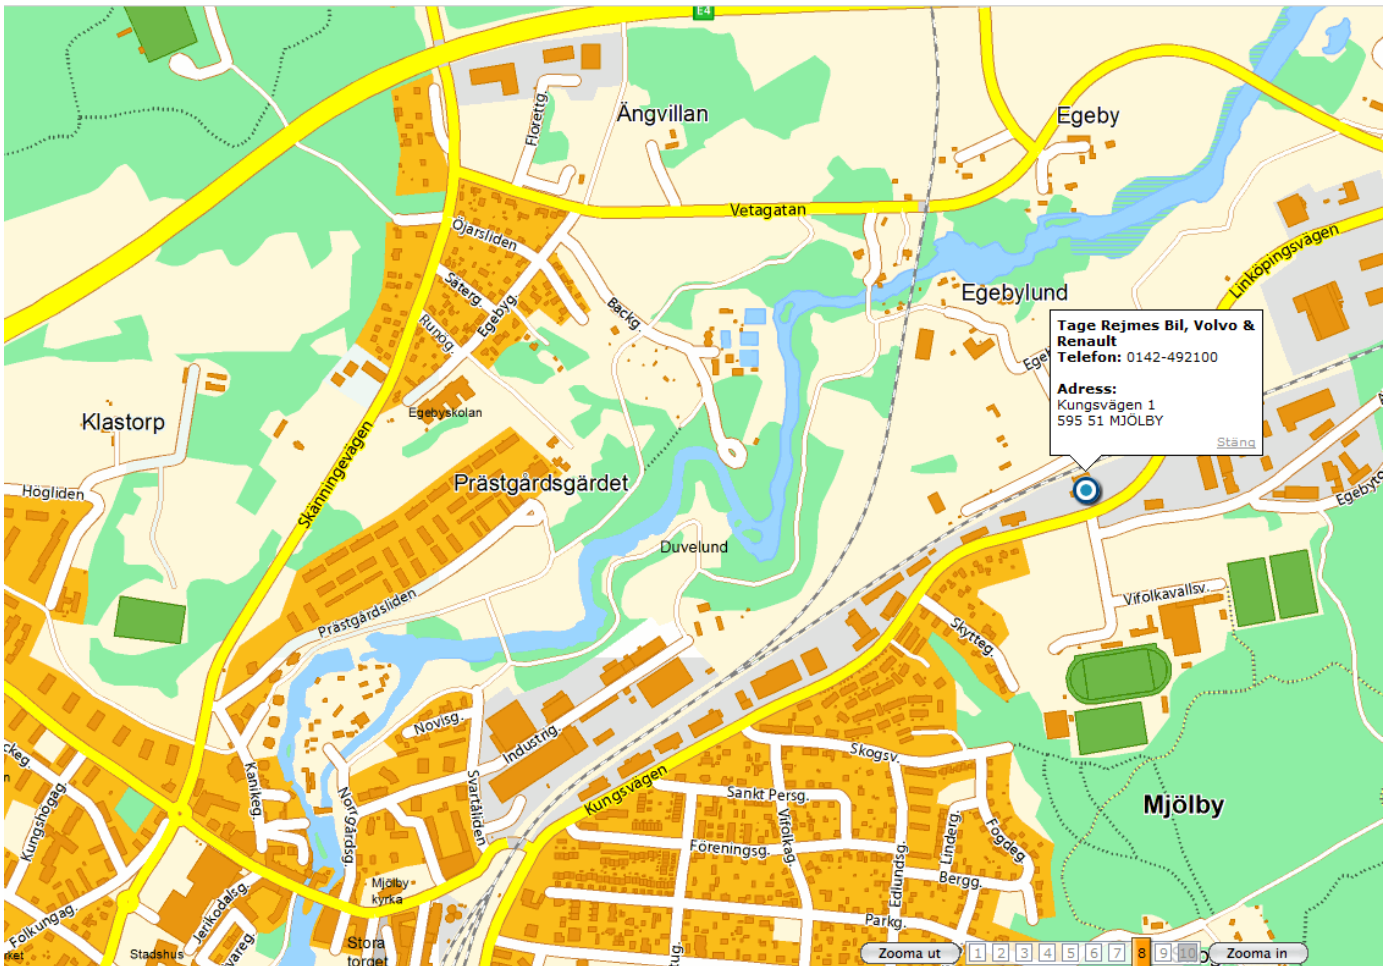 E4
Ängvillan
Egeby
Florettg.
Vetagatan
Öjarsliden
Linköpingsvägen
Säterg.
Egebyg.
Backg.
Runög.
Egebylund
Tage Rejmes Bil, Volvo &
Renault
Telefon: 0142-492100
Adress:
Kungsvägen 1
595 51 MJÖLBY
Stäng
Egebyskolan
Klastorp
Skänningevägen
Prästgårdsgärdet
Högliden
Duvelund
Prästgårdsliden
Vifolkavallsv.
Skytteg.
Novisg.
Industrig.
Svartåliden
Kanikeg.
Norrgårdsg.
Kungshögag.
Kungsvägen
Skogsv.
Sankt Persg.
Vifolkag.
Föreningsg.
Edlundsg.
Linderg.
Fogdeg.
Bergg.
Parkg.
Mjölby
Mjölby
kyrka
Jerikodalsg.
Folkungag.
Stadshus
Stora
torget
Zooma ut
1 2 3 4 5 6 7 8 9 10
Zooma in